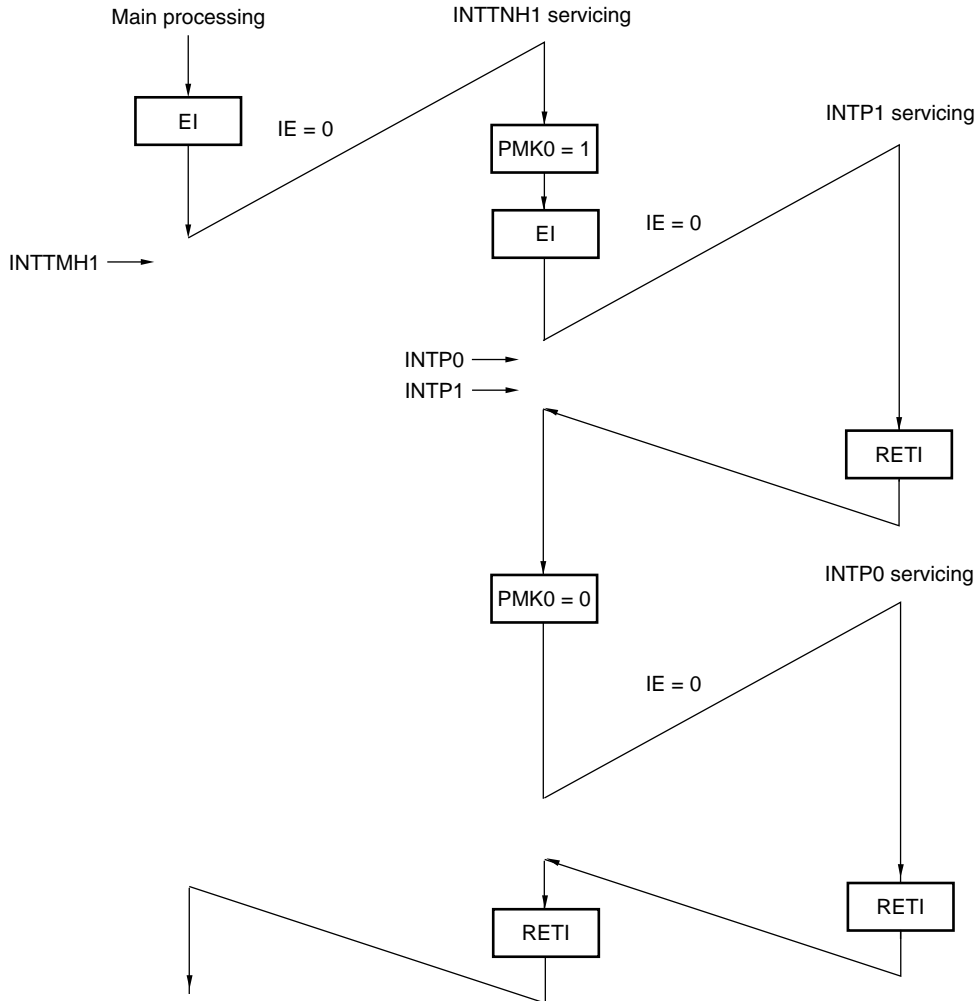 Main processing
INTTNH1 servicing
EI
IE = 0
INTP1 servicing
PMK0 = 1
EI
IE = 0
INTTMH1
INTP0
INTP1
RETI
INTP0 servicing
PMK0 = 0
IE = 0
RETI
RETI